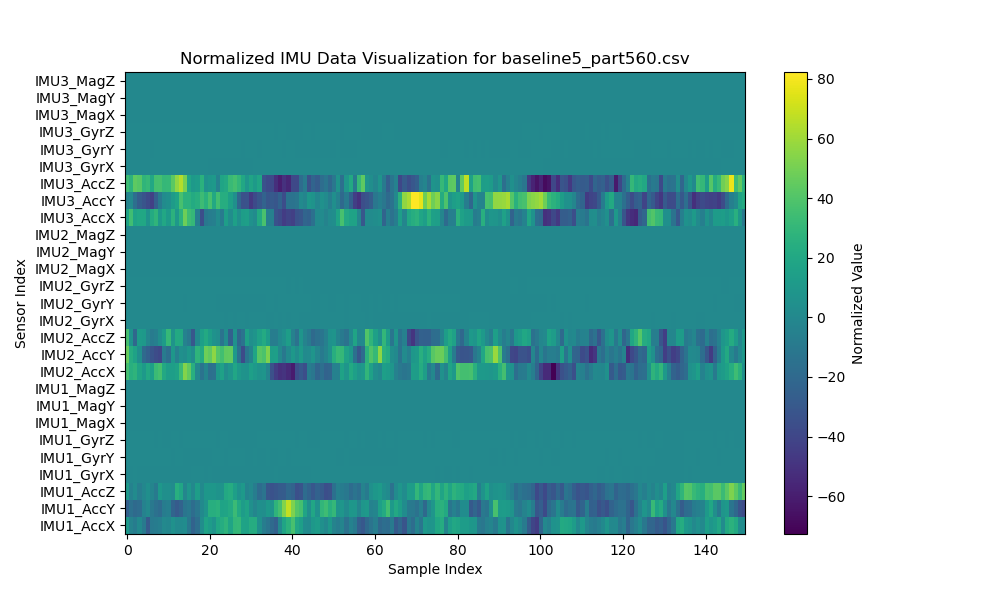 Normalized IMU Data Visualization for baseline5_part560.csv
IMU3_MagZ
IMU3_MagY
IMU3_MagX
IMU3_GyrZ
IMU3_GyrY
IMU3_GyrX
IMU3_AccZ
IMU3_AccY
IMU3_AccX
IMU2_MagZ
IMU2_MagY
IMU2_MagX
IMU2_GyrZ
IMU2_GyrY
IMU2_GyrX
IMU2_AccZ
IMU2_AccY
IMU2_AccX
IMU1_MagZ
IMU1_MagY
IMU1_MagX
IMU1_GyrZ
IMU1_GyrY
IMU1_GyrX
IMU1_AccZ
IMU1_AccY
IMU1_AccX
Sensor Index
0 20 40 60 80 100 120 140
Sample Index
80
60
40
20
0
−20
−40
−60
Normalized Value